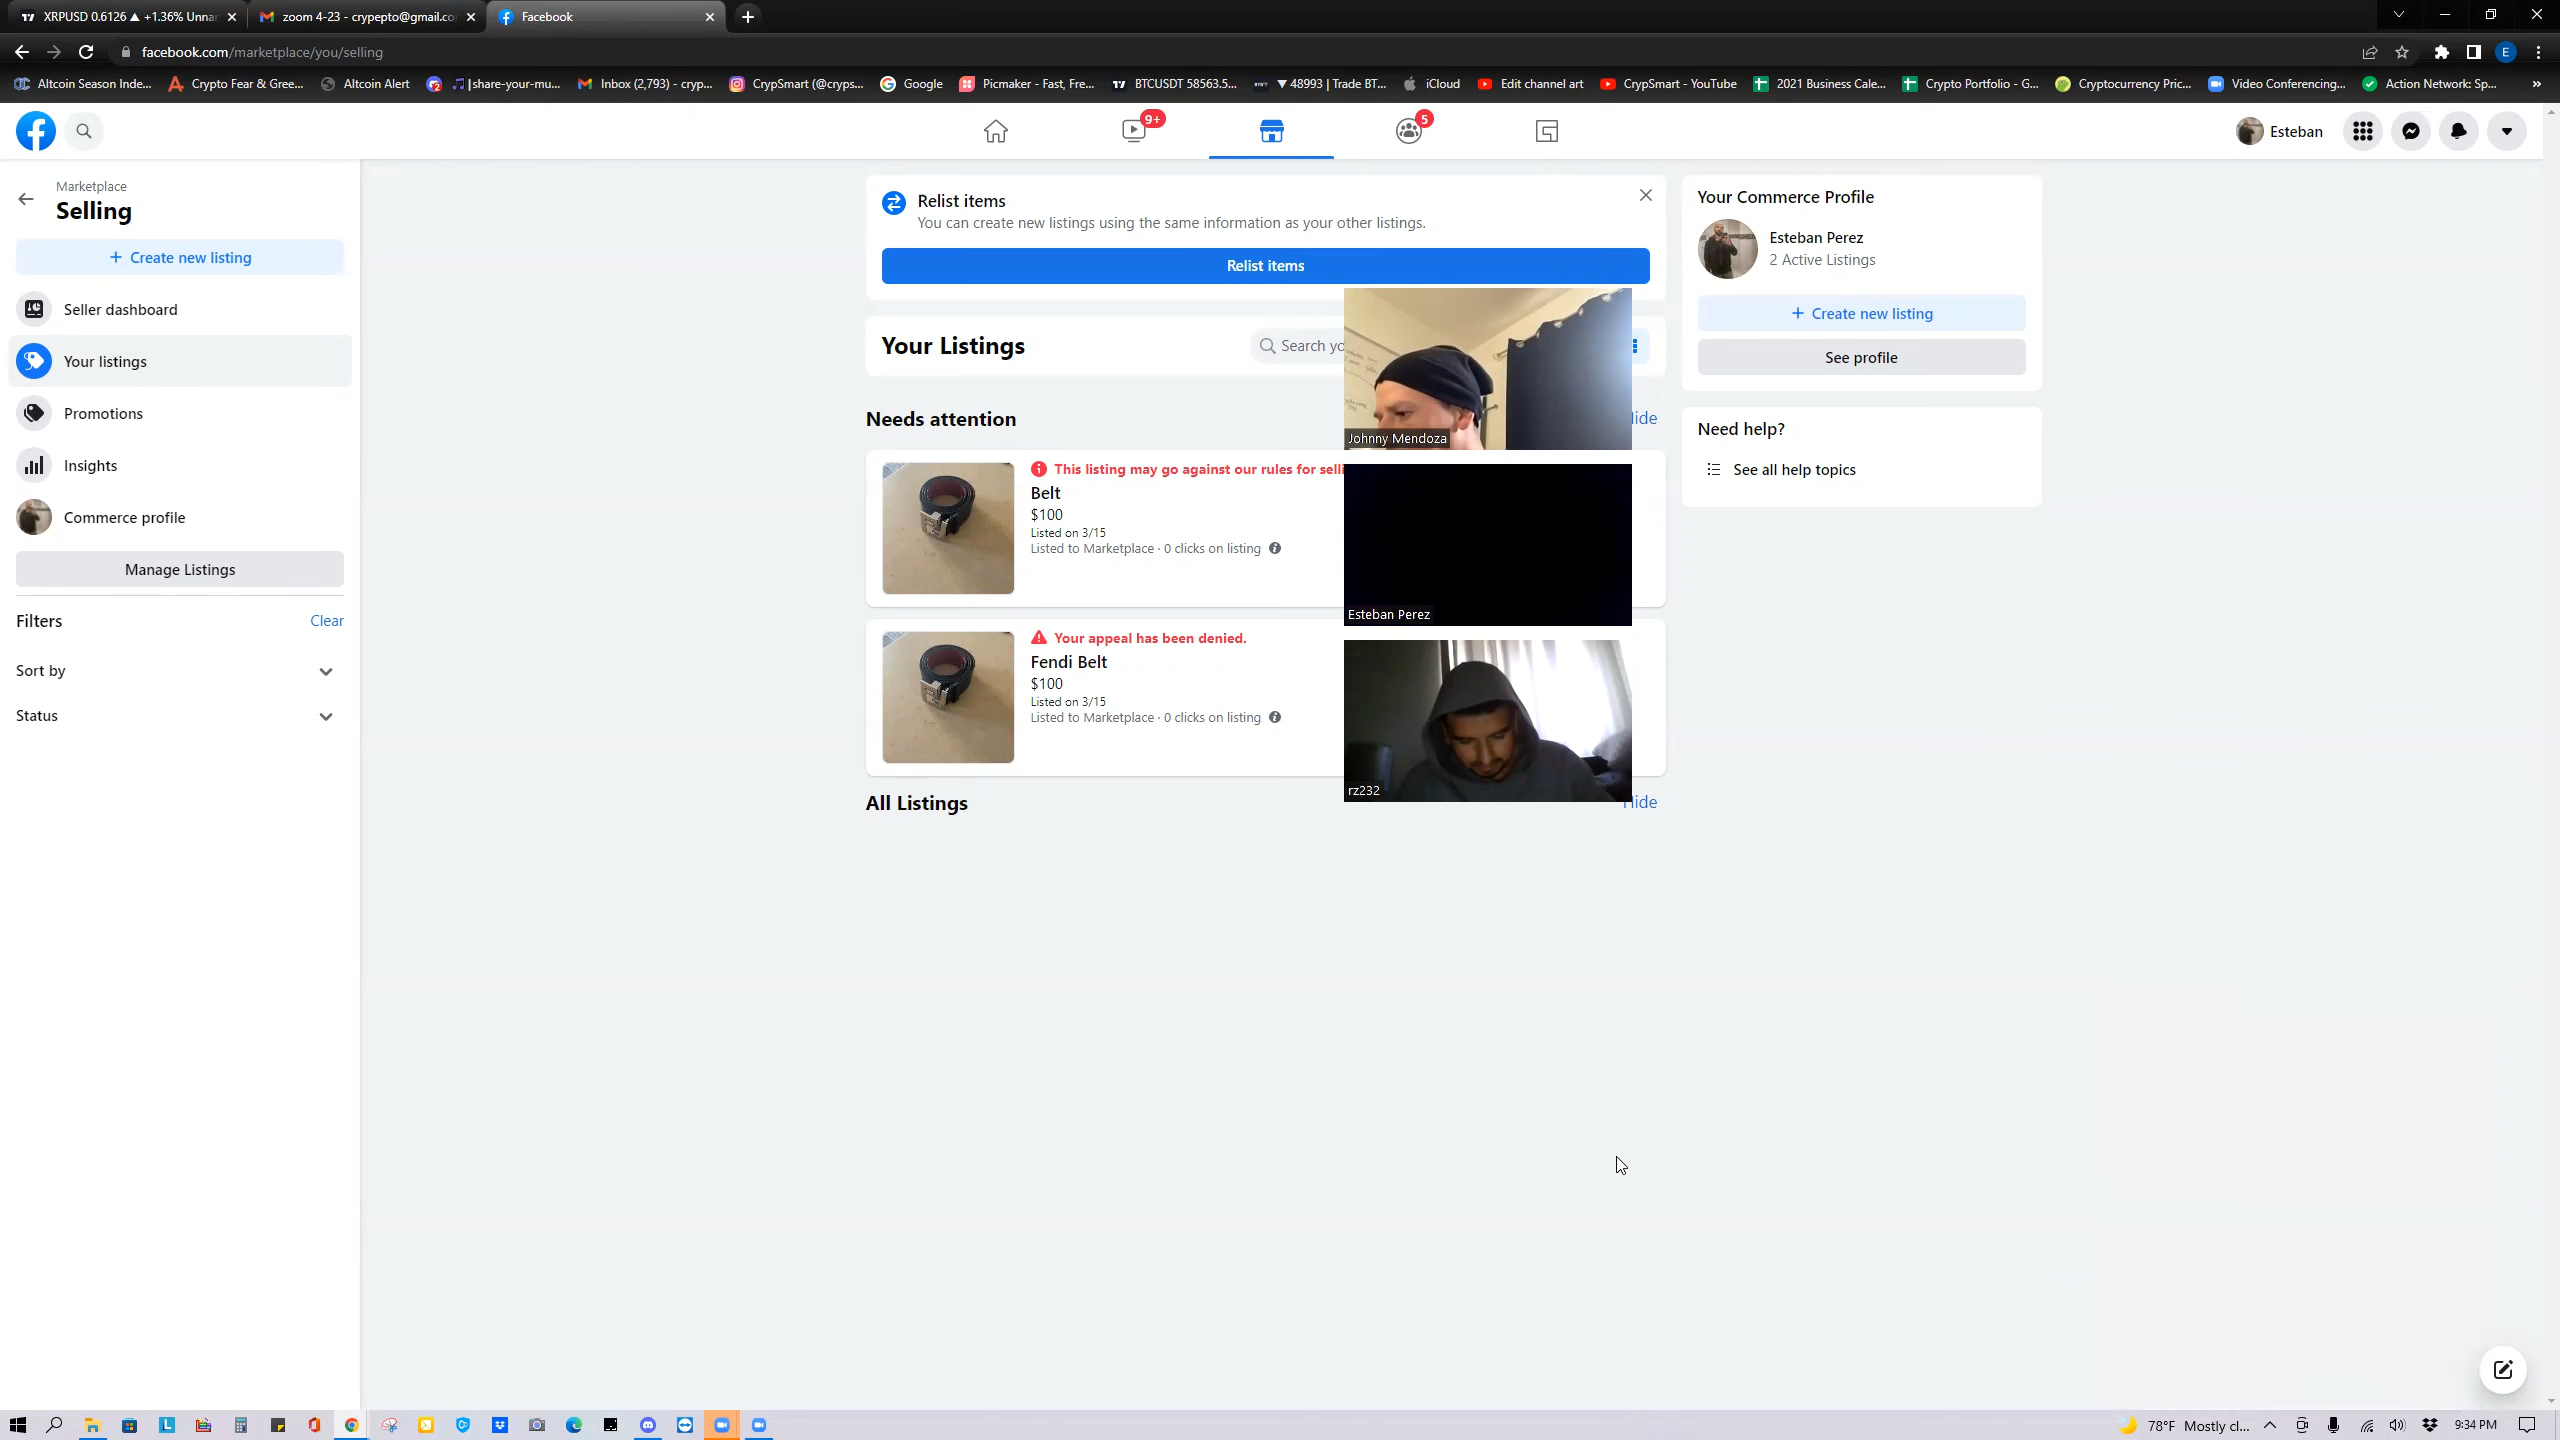 XRPUSD 0.6126 ▲ +1.36% Unnar
zoom 4-23 - crypepto@gmail.co
Facebook
facebook.com/marketplace/you/selling
E
Altcoin Season Inde...
Crypto Fear & Gree...
Altcoin Alert
|share-your-mu...
Inbox (2,793) - cryp...
CrypSmart (@cryps...
Google
Picmaker - Fast, Fre...
BTCUSDT 58563.5...
▼ 48993 | Trade BT...
iCloud
Edit channel art
CrypSmart - YouTube
2021 Business Cale...
Crypto Portfolio - G...
Cryptocurrency Pric...
Video Conferencing...
Action Network: Sp...
»
9+
5
Esteban
Marketplace
Selling
+ Create new listing
Seller dashboard
Your listings
Promotions
Insights
Commerce profile
Manage Listings
Filters
Clear
Sort by
Status
Relist items
You can create new listings using the same information as your other listings.
Relist items
Your Listings
Search yo
Needs attention
ide
This listing may go against our rules for selli
Belt
$100
Listed on 3/15
Listed to Marketplace · 0 clicks on listing
Your appeal has been denied.
Fendi Belt
$100
Listed on 3/15
Listed to Marketplace · 0 clicks on listing
All Listings
Hide
Johnny Mendoza
Esteban Perez
rz232
Your Commerce Profile
Esteban Perez
2 Active Listings
+ Create new listing
See profile
Need help?
See all help topics
78°F Mostly cl...
9:34 PM